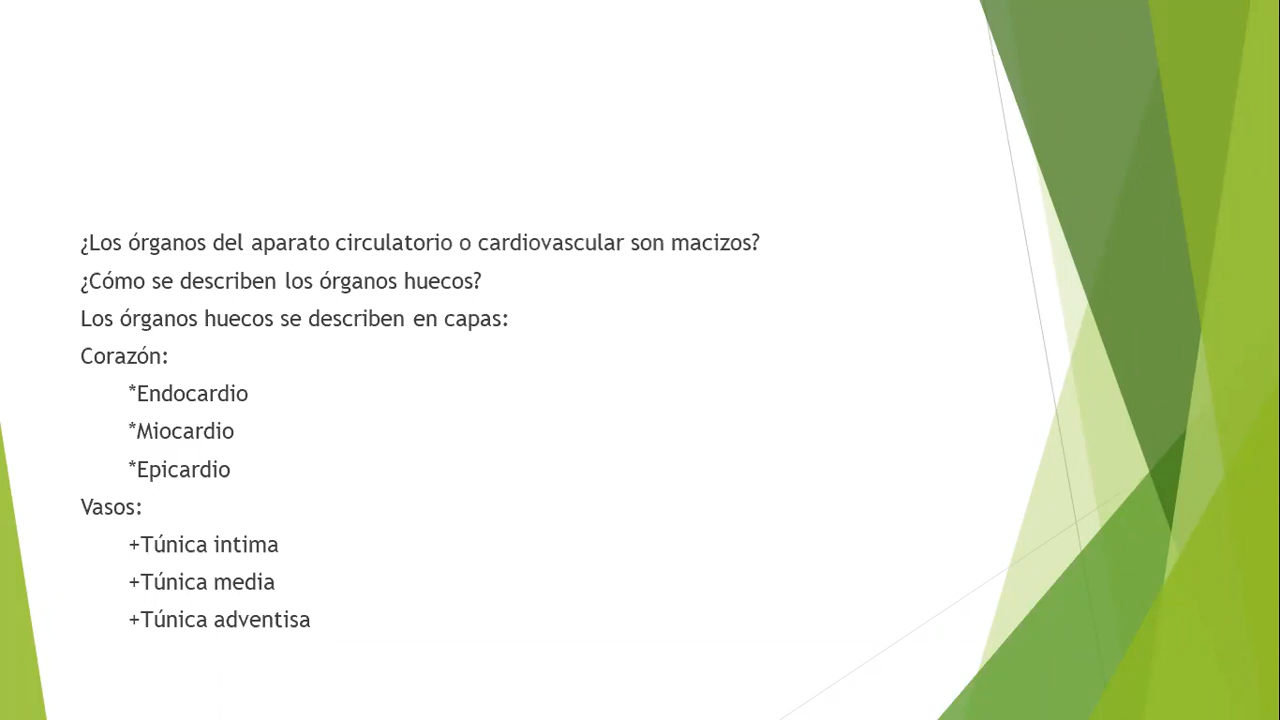 ¿Los órganos del aparato circulatorio o cardiovascular son macizos?
¿Cómo se describen los órganos huecos?
Los órganos huecos se describen en capas:
Corazón:
*Endocardio
*Miocardio
*Epicardio
Vasos:
+Túnica intima
+Túnica media
+Túnica adventisa